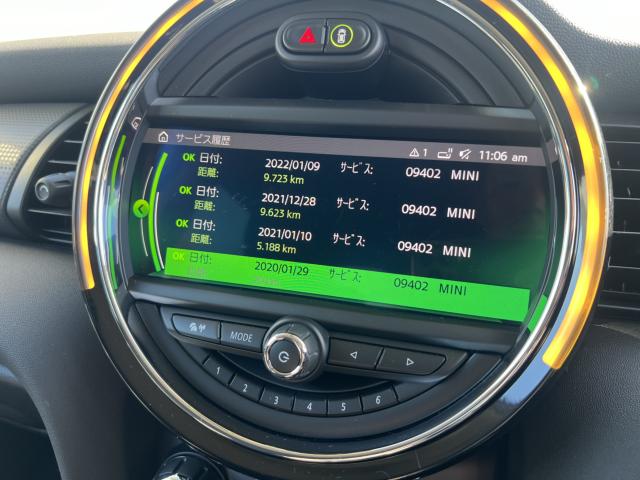 サービス履歴 1 11:06 am
OK 日付: 2022/01/09 ｻｰﾋﾞｽ: 09402 MINI
距離: 9.723 km
OK 日付: 2021/12/28 ｻｰﾋﾞｽ: 09402 MINI
距離: 9.623 km
OK 日付: 2021/01/10 ｻｰﾋﾞｽ: 09402 MINI
距離: 5.188 km
OK 日付: 2020/01/29 ｻｰﾋﾞｽ: 09402 MINI
MODE
1 2 3 4 5 6